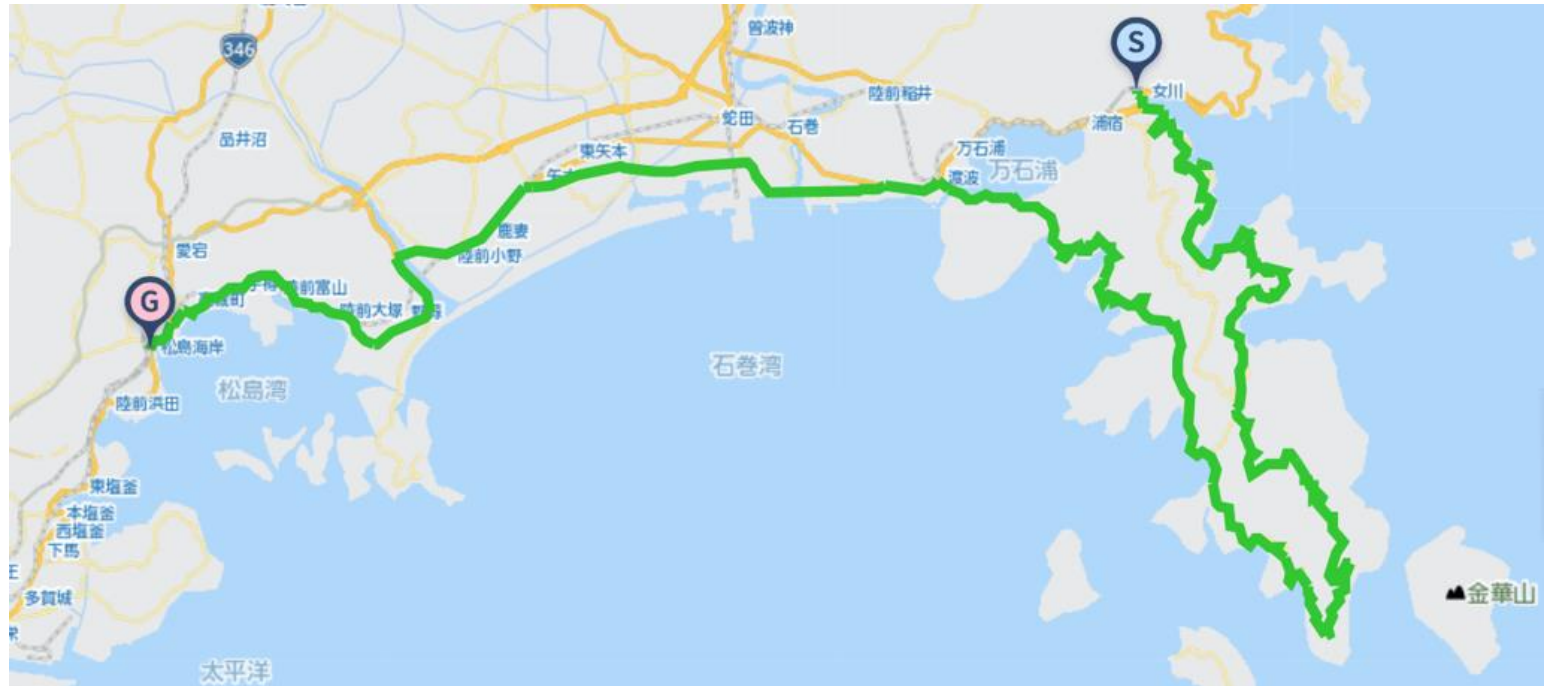 曽波神
S
346
女川
陸前稲井
浦宿
蛇田
石巻
品井沼
東矢本
万石浦
万石浦
渡波
鹿妻
愛宕
陸前小野
G
陸前富山
陸前大塚
松島海岸
石巻湾
松島湾
陸前浜田
東塩釜
本塩釜
西塩釜
下馬
多賀城
金華山
太平洋